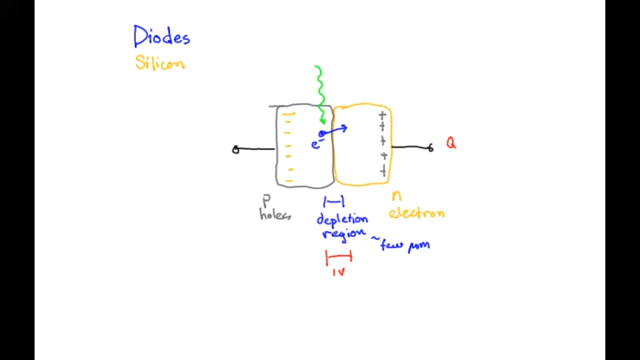 Diodes
Silicon
e⁻
Q
P
holes
n
electron
depletion
region
~few μm
1V